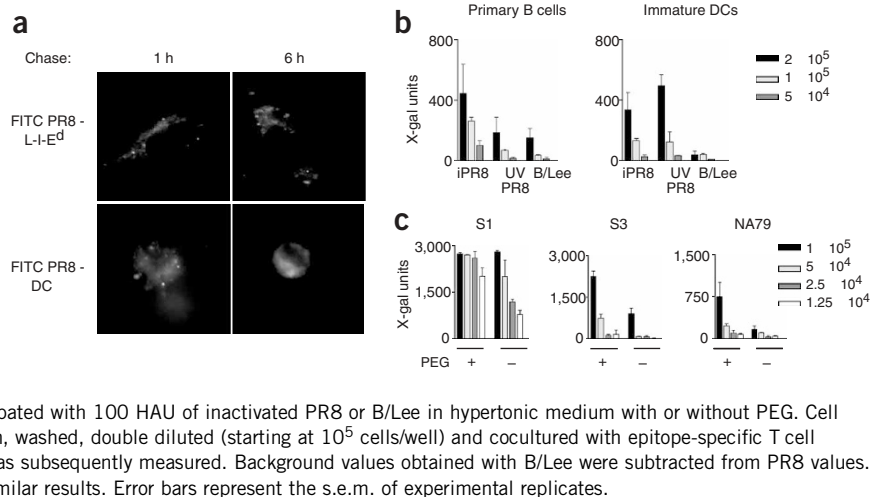 a
Chase: 1 h 6 h
FITC PR8 -
L-I-Ed
FITC PR8 -
DC
b
Primary B cells Immature DCs
800 800
400 400
0 0
X-gal units
iPR8 UV PR8 B/Lee iPR8 UV PR8 B/Lee
2 10^5
1 10^5
5 10^4
c
S1 S3 NA79
3,000 3,000 1,500
1,500 1,500 750
0 0 0
X-gal units
PEG + – + – + –
1 10^5
5 10^4
2.5 10^4
1.25 10^4
with 100 HAU of inactivated PR8 or B/Lee in hypertonic medium with or without PEG. Cell
washed, double diluted (starting at 10^5 cells/well) and cocultured with epitope-specific T cell
subsequently measured. Background values obtained with B/Lee were subtracted from PR8 values.
results. Error bars represent the s.e.m. of experimental replicates.